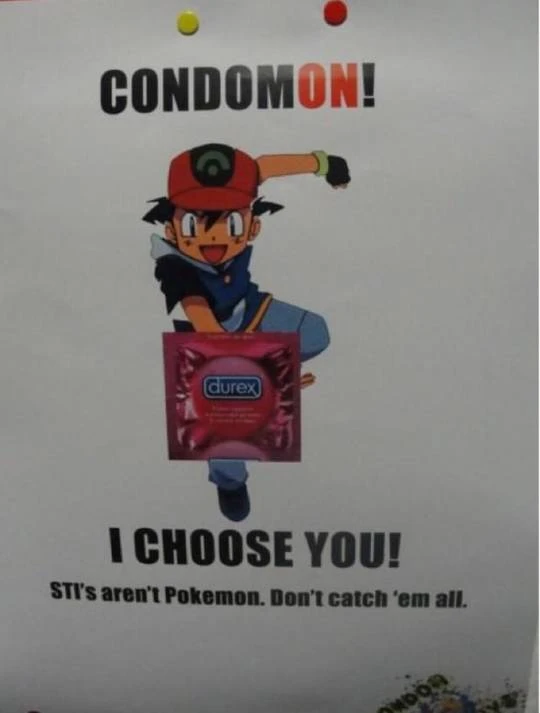 CONDOMON!
durex
I CHOOSE YOU!
STI's aren't Pokemon. Don't catch 'em all.